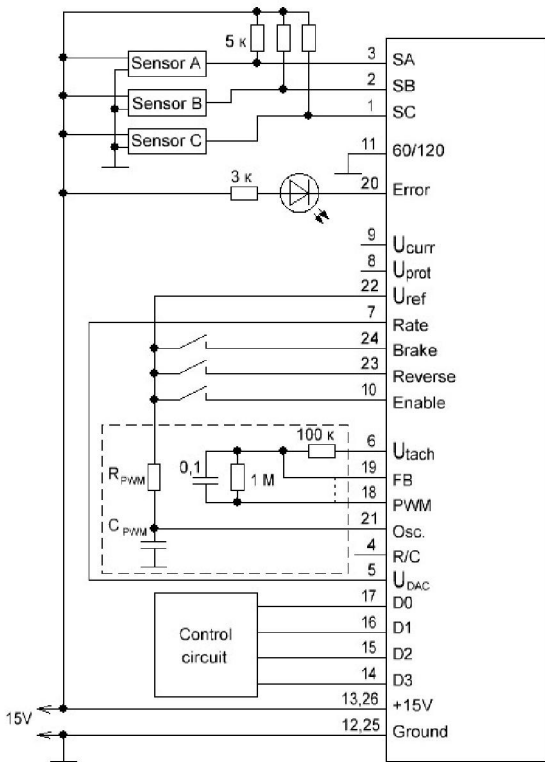 5 к
Sensor A
3
SA
Sensor B
2
SB
Sensor C
1
SC
11
60/120
3 к
20
Error
9
Ucurr
8
Uprot
22
Uref
7
Rate
24
Brake
23
Reverse
10
Enable
100 к
6
Utach
RPWM
0,1
1 M
19
FB
18
PWM
CPWM
21
Osc.
4
R/C
5
UDAC
17
D0
Control
circuit
16
D1
15
D2
14
D3
13,26
+15V
15V
12,25
Ground